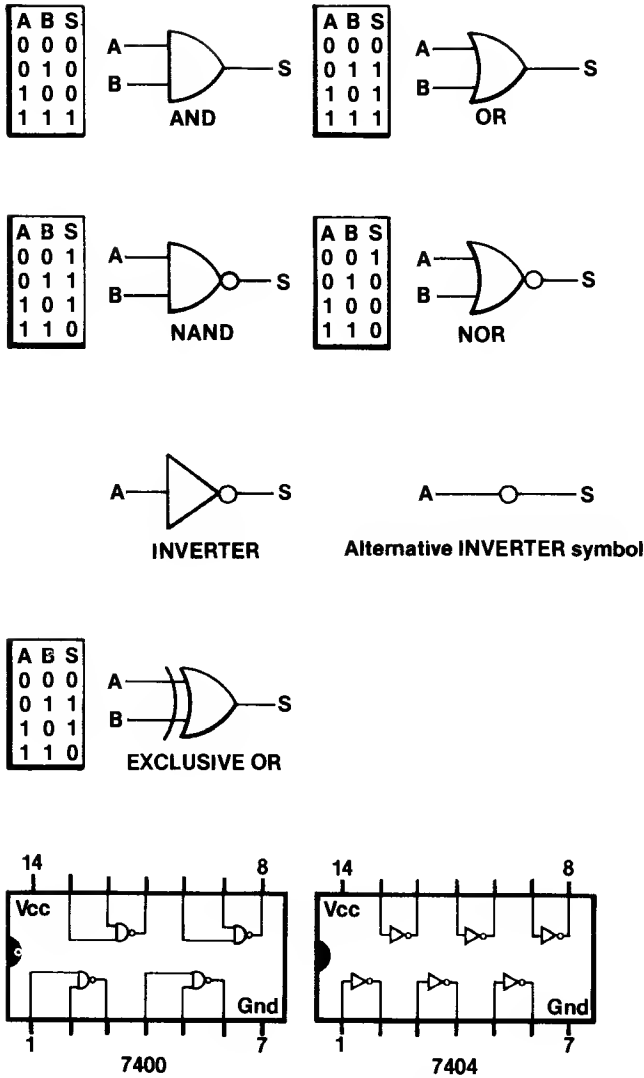 A B S
0 0 0
0 1 0
1 0 0
1 1 1
A
B
S
AND
A B S
0 0 0
0 1 1
1 0 1
1 1 1
A
B
S
OR
A B S
0 0 1
0 1 1
1 0 1
1 1 0
A
B
S
NAND
A B S
0 0 1
0 1 0
1 0 0
1 1 0
A
B
S
NOR
A
S
INVERTER
A
S
Alternative INVERTER symbol
A B S
0 0 0
0 1 1
1 0 1
1 1 0
A
B
S
EXCLUSIVE OR
14 8
Vcc
Gnd
1 7
7400
14 8
Vcc
Gnd
1 7
7404